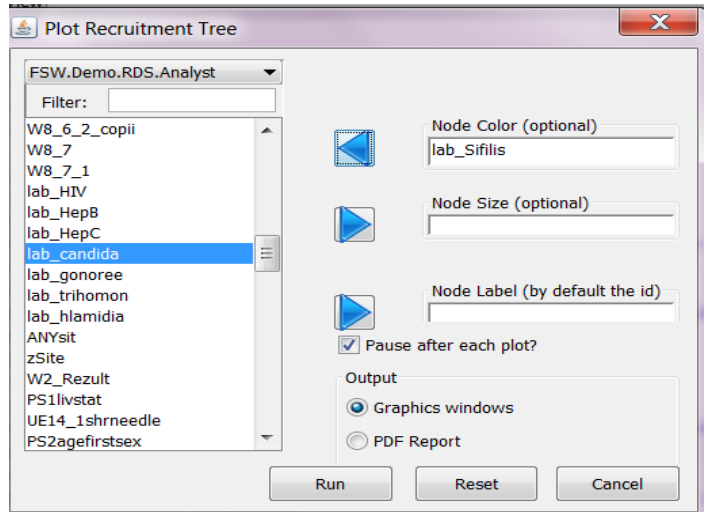 Plot Recruitment Tree
FSW.Demo.RDS.Analyst
Filter:
W8_6_2_copii
W8_7
W8_7_1
lab_HIV
lab_HepB
lab_HepC
lab_candida
lab_gonoree
lab_trihomon
lab_hlamidia
ANYsit
zSite
W2_Rezult
PS1livstat
UE14_1shrneedle
PS2agefirstsex
Node Color (optional)
lab_Sifilis
Node Size (optional)
Node Label (by default the id)
Pause after each plot?
Output
Graphics windows
PDF Report
Run Reset Cancel